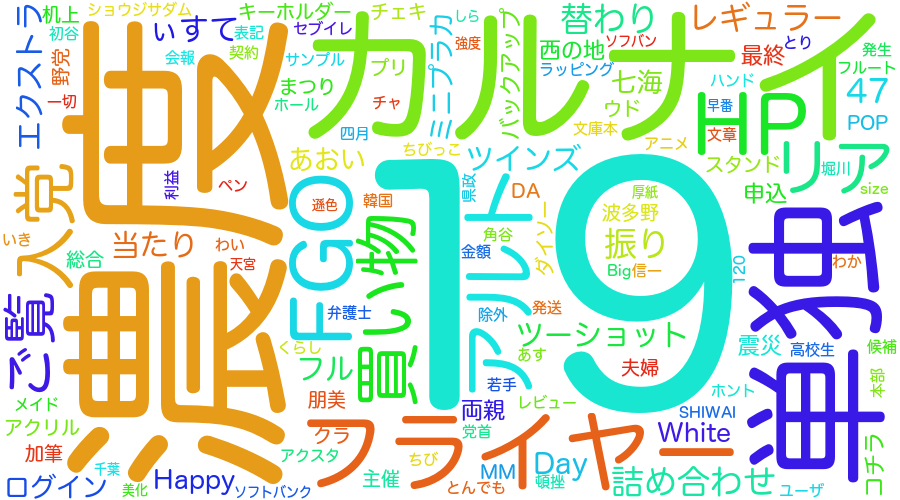 机上
ショウジサダム
いすて
キーホルダー
チェキ
しら
替わり
レギュラー
初谷
表記
セブイレ
会報
契約
サンプル
カルナイ
強度
ソフバン
とり
西の地
最終
発生
フルート
ラッピング
エクストラ
野党
一切
濃度
まつり
ホール
プリ
チャ
四月
ミニプラカ
バックアップ
七海
ウド
文庫本
ハンド
47
早番
POP
文章
HP
アニメ
スタンド
リア
堀川
size
申込
入党
利益
ペン
あおい
ちびっこ
ツインズ
韓国
遜色
県政
DA
厚紙
波多野
19
FGO
買い物
アルレト
ダイソー
角谷
金額
振り
Big
信一
単独
いき
総合
当たり
わい
天宮
120
わか
ご覧
弁護士
除外
発送
ツーショット
くらし
フル
あす
夫婦
震災
高校生
候補
若手
ホント
本部
メイド
アクリル
朋美
両親
レビュー
SHIWAI
加筆
クラ
フライヤー
党首
White
コチラ
千葉
アクスタ
ちび
ログイン
美化
Happy
ソフトバンク
主催
とんでも
MM
Day
頓挫
詰め合わせ
ユーザ